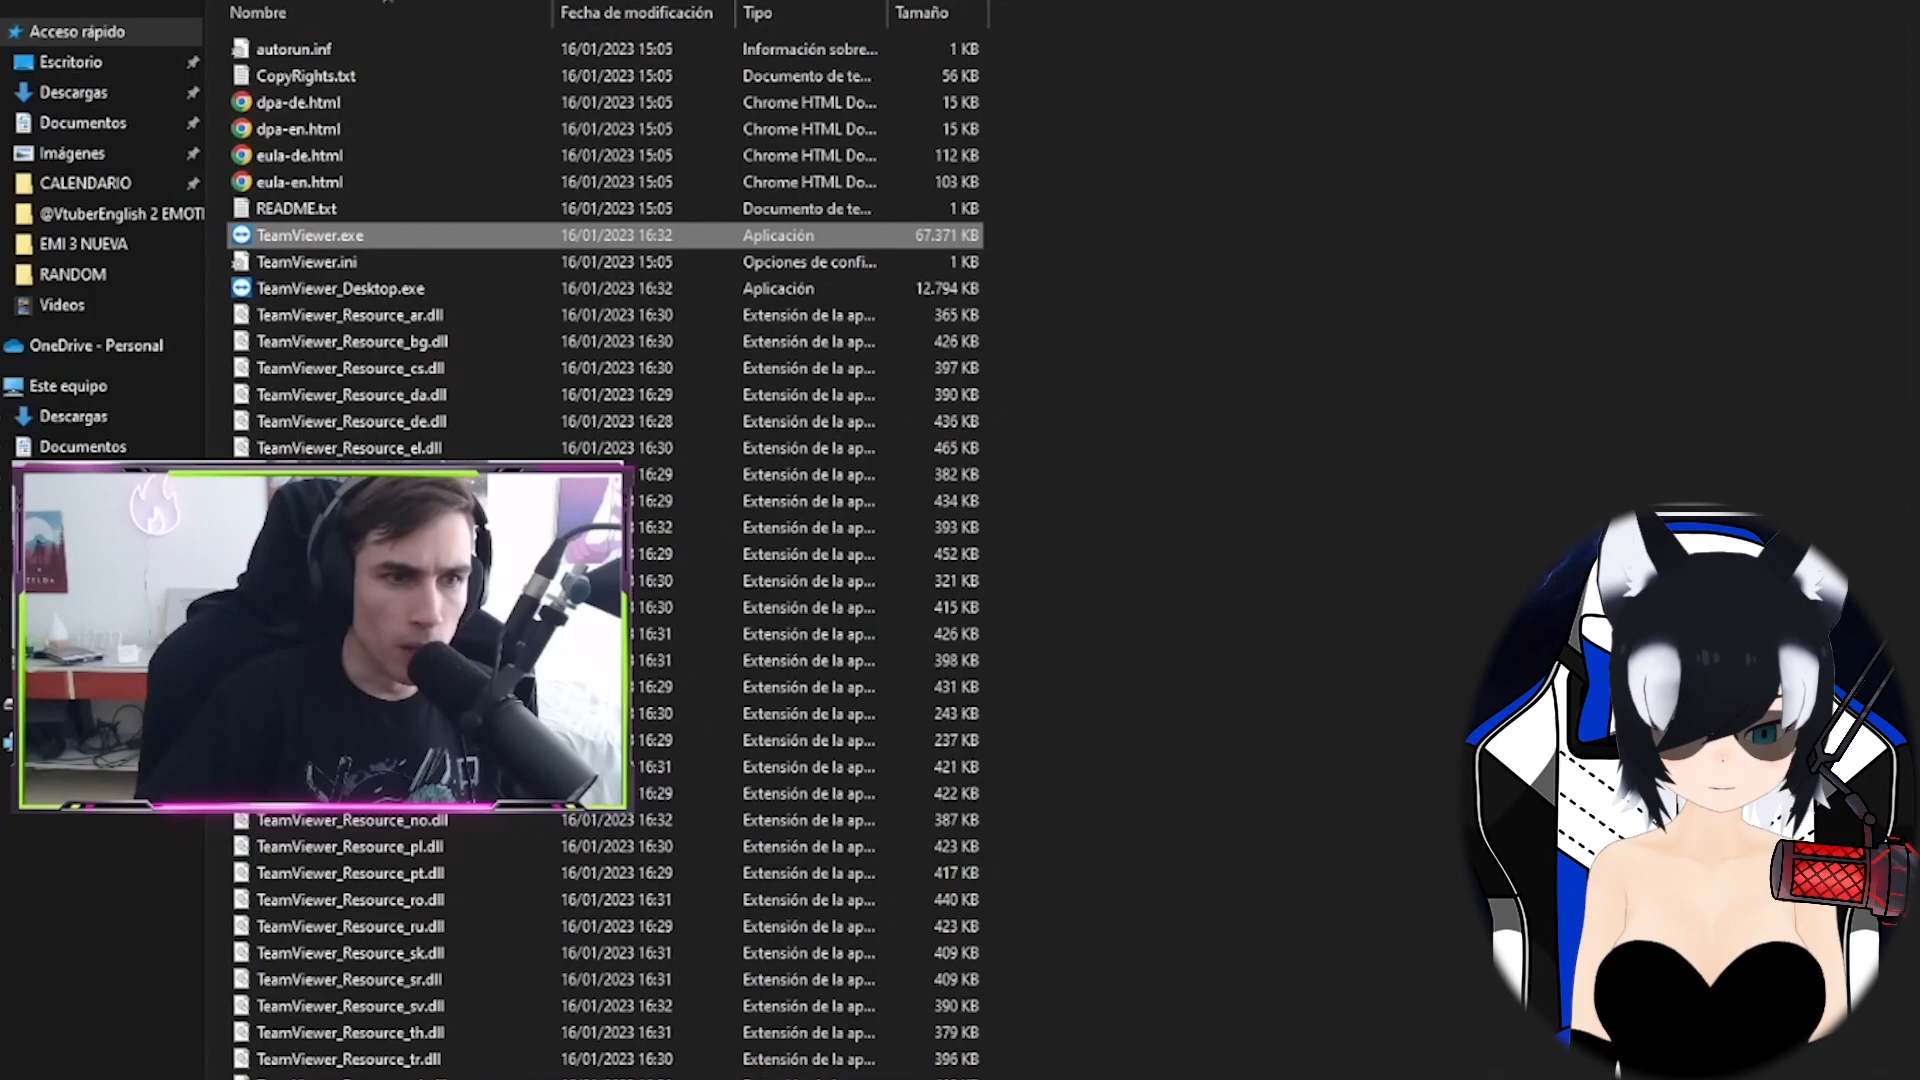 Nombre Fecha de modificación Tipo Tamaño
Acceso rápido
Escritorio
Descargas
Documentos
Imágenes
CALENDARIO
@VtuberEnglish 2 EMOTI
EMI 3 NUEVA
RANDOM
Videos
OneDrive - Personal
Este equipo
Descargas
Documentos
autorun.inf 16/01/2023 15:05 Información sobre... 1 KB
CopyRights.txt 16/01/2023 15:05 Documento de te... 56 KB
dpa-de.html 16/01/2023 15:05 Chrome HTML Do... 15 KB
dpa-en.html 16/01/2023 15:05 Chrome HTML Do... 15 KB
eula-de.html 16/01/2023 15:05 Chrome HTML Do... 112 KB
eula-en.html 16/01/2023 15:05 Chrome HTML Do... 103 KB
README.txt 16/01/2023 15:05 Documento de te... 1 KB
TeamViewer.exe 16/01/2023 16:32 Aplicación 67.371 KB
TeamViewer.ini 16/01/2023 15:05 Opciones de confi... 1 KB
TeamViewer_Desktop.exe 16/01/2023 16:32 Aplicación 12.794 KB
TeamViewer_Resource_ar.dll 16/01/2023 16:30 Extensión de la ap... 365 KB
TeamViewer_Resource_bg.dll 16/01/2023 16:30 Extensión de la ap... 426 KB
TeamViewer_Resource_cs.dll 16/01/2023 16:30 Extensión de la ap... 397 KB
TeamViewer_Resource_da.dll 16/01/2023 16:29 Extensión de la ap... 390 KB
TeamViewer_Resource_de.dll 16/01/2023 16:28 Extensión de la ap... 436 KB
TeamViewer_Resource_el.dll 16/01/2023 16:30 Extensión de la ap... 465 KB
16:29 Extensión de la ap... 382 KB
16:29 Extensión de la ap... 434 KB
16:32 Extensión de la ap... 393 KB
16:29 Extensión de la ap... 452 KB
16:30 Extensión de la ap... 321 KB
16:30 Extensión de la ap... 415 KB
16:31 Extensión de la ap... 426 KB
16:31 Extensión de la ap... 398 KB
16:29 Extensión de la ap... 431 KB
16:30 Extensión de la ap... 243 KB
16:29 Extensión de la ap... 237 KB
16:31 Extensión de la ap... 421 KB
16:29 Extensión de la ap... 422 KB
TeamViewer_Resource_no.dll 16/01/2023 16:32 Extensión de la ap... 387 KB
TeamViewer_Resource_pl.dll 16/01/2023 16:30 Extensión de la ap... 423 KB
TeamViewer_Resource_pt.dll 16/01/2023 16:29 Extensión de la ap... 417 KB
TeamViewer_Resource_ro.dll 16/01/2023 16:31 Extensión de la ap... 440 KB
TeamViewer_Resource_ru.dll 16/01/2023 16:29 Extensión de la ap... 423 KB
TeamViewer_Resource_sk.dll 16/01/2023 16:31 Extensión de la ap... 409 KB
TeamViewer_Resource_sr.dll 16/01/2023 16:31 Extensión de la ap... 409 KB
TeamViewer_Resource_sv.dll 16/01/2023 16:32 Extensión de la ap... 390 KB
TeamViewer_Resource_th.dll 16/01/2023 16:31 Extensión de la ap... 379 KB
TeamViewer_Resource_tr.dll 16/01/2023 16:30 Extensión de la ap... 396 KB